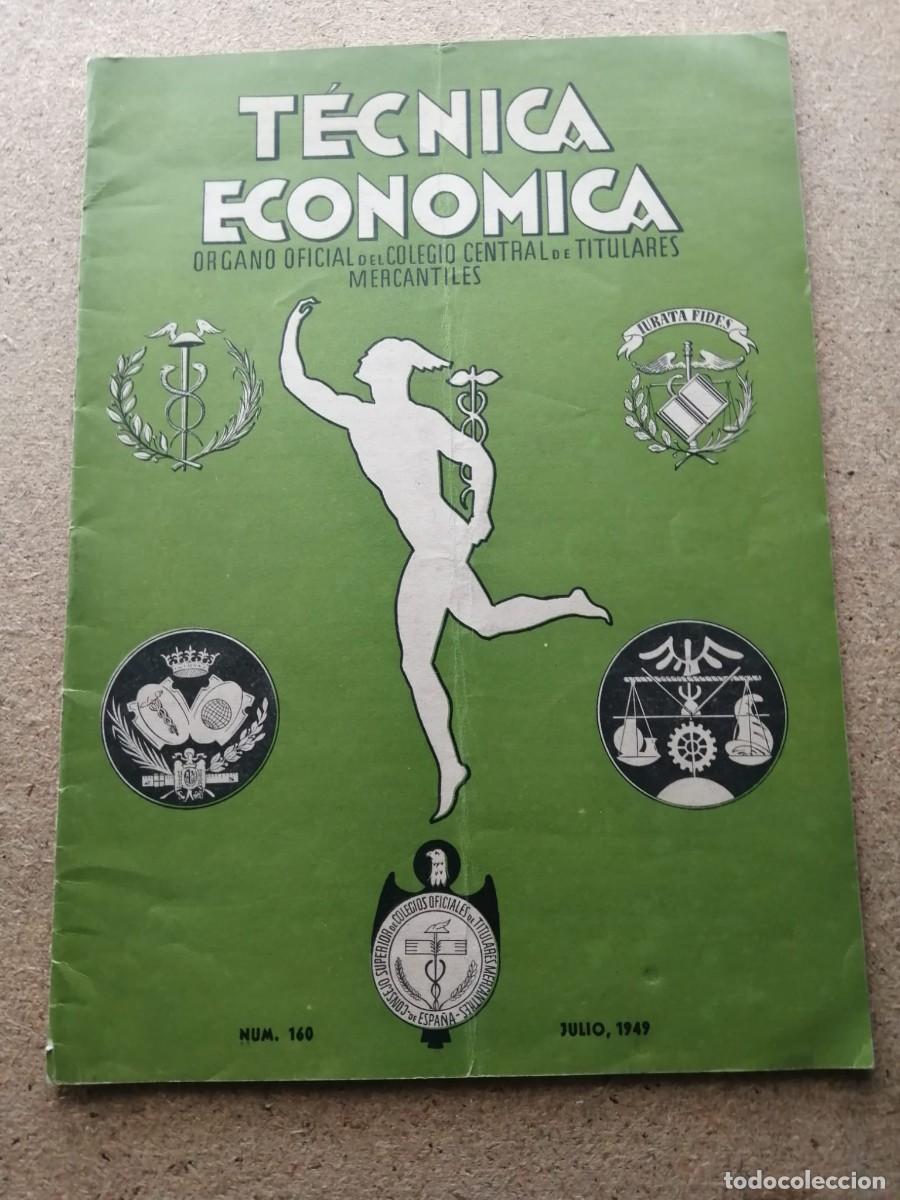 TÉCNICA
ECONOMICA
ORGANO OFICIAL DEL COLEGIO CENTRAL DE TITULARES
MERCANTILES
IURATA FIDES
CONSEJO SUPERIOR DE COLEGIOS OFICIALES DE TITULARES MERCANTILES
-DE ESPAÑA-
NUM. 160
JULIO, 1949
todocoleccion